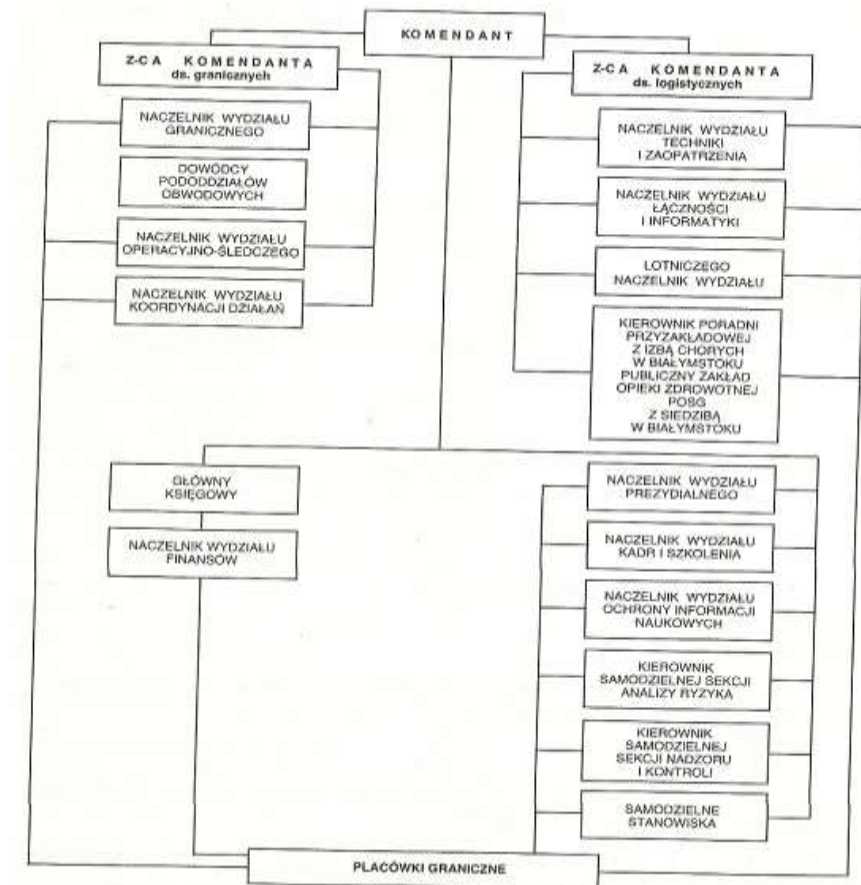 KOMENDANT
Z-CA KOMENDANTA
ds. granicznych
NACZELNIK WYDZIAŁU
GRANICZNEGO
DOWÓDCY
PODODDZIAŁÓW
OBWODOWYCH
NACZELNIK WYDZIAŁU
OPERACYJNO-ŚLEDCZEGO
NACZELNIK WYDZIAŁU
KOORDYNACJI DZIAŁAŃ
Z-CA KOMENDANTA
ds. logistycznych
NACZELNIK WYDZIAŁU
TECHNIKI
I ZAOPATRZENIA
NACZELNIK WYDZIAŁU
ŁĄCZNOŚCI
I INFORMATYKI
LOTNICZEGO
NACZELNIK WYDZIAŁU
KIEROWNIK PORADNI
PRZYZAKŁADOWEJ
Z IZBĄ CHORYCH
W BIAŁYMSTOKU
PUBLICZNY ZAKŁAD
OPIEKI ZDROWOTNEJ
POSG
Z SIEDZIBĄ
W BIAŁYMSTOKU
GŁÓWNY
KSIĘGOWY
NACZELNIK WYDZIAŁU
FINANSÓW
NACZELNIK WYDZIAŁU
PREZYDIALNEGO
NACZELNIK WYDZIAŁU
KADR I SZKOLENIA
NACZELNIK WYDZIAŁU
OCHRONY INFORMACJI
NAUKOWYCH
KIEROWNIK
SAMODZIELNEJ SEKCJI
ANALIZY RYZYKA
KIEROWNIK
SAMODZIELNEJ
SEKCJI NADZORU
I KONTROLI
SAMODZIELNE
STANOWISKA
PLACÓWKI GRANICZNE